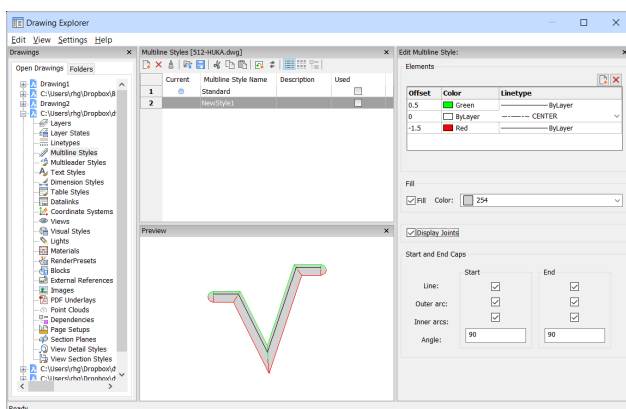 Drawing Explorer
Edit View Settings Help
Drawings
Open Drawings Folders
Drawing1
C:\Users\rhg\Dropbox\B
Drawing2
C:\Users\rhg\Dropbox\d
Layers
Layer States
Linetypes
Multiline Styles
Multileader Styles
Text Styles
Dimension Styles
Table Styles
Datalinks
Coordinate Systems
Views
Visual Styles
Lights
Materials
RenderPresets
Blocks
External References
Images
PDF Underlays
Point Clouds
Dependencies
Page Setups
Section Planes
View Detail Styles
View Section Styles
C:\Users\rhg\Dropbox\d
C:\Users\rhg\Dropbox\d
Multiline Styles [512-HUKA.dwg]
Current Multiline Style Name Description Used
1 Standard
2 NewStyle1
Preview
Edit Multiline Style:
Elements
Offset Color Linetype
0.5 Green ByLayer
0 ByLayer CENTER
-1.5 Red ByLayer
Fill
Fill Color: 254
Display Joints
Start and End Caps
Start End
Line:
Outer arc:
Inner arcs:
Angle: 90 90
Ready